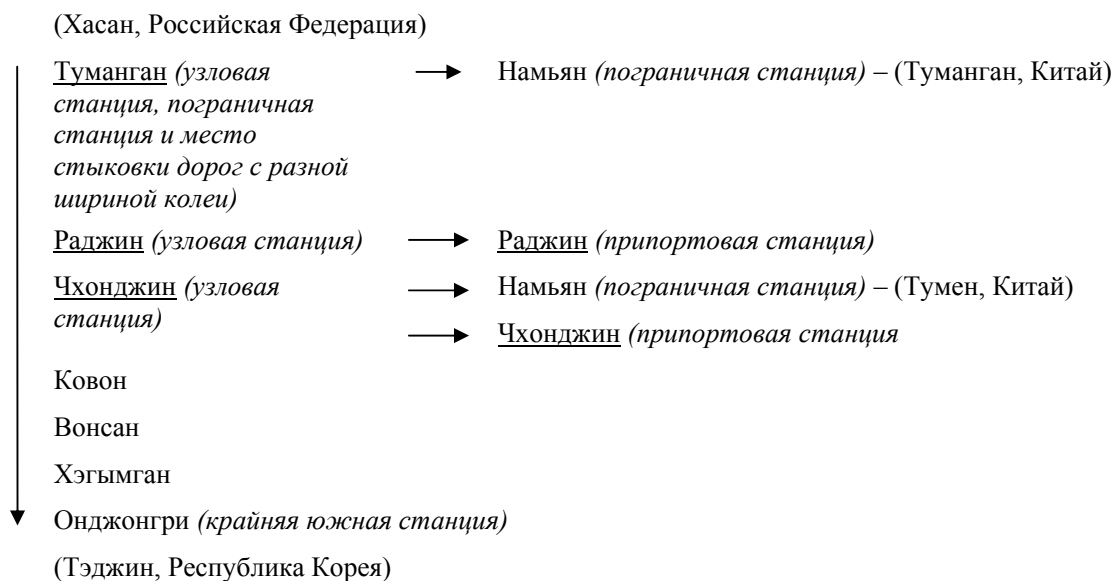 (Хасан, Российская Федерация)
Туманган (узловая
станция, пограничная
станция и место
стыковки дорог с разной
шириной колеи)
Намьян (пограничная станция) – (Туманган, Китай)
Раджин (узловая станция)
Раджин (припортовая станция)
Чхонджин (узловая
станция)
Намьян (пограничная станция) – (Тумен, Китай)
Чхонджин (припортовая станция
Ковон
Вонсан
Хэгымган
Онджонгри (крайняя южная станция)
(Тэджин, Республика Корея)